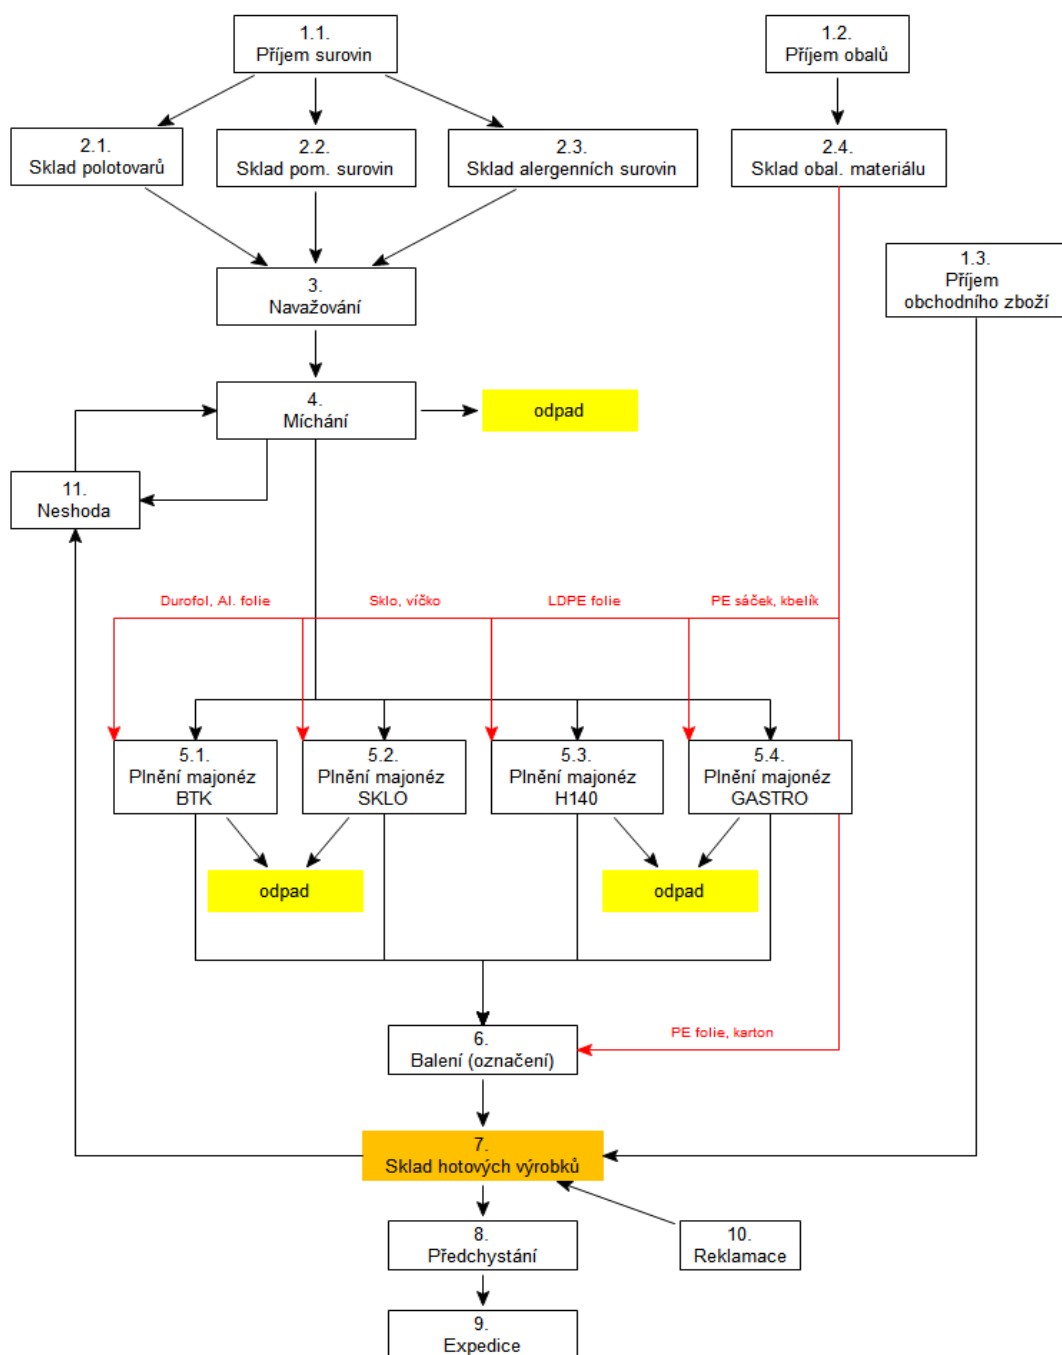 1.1.
Příjem surovin
1.2.
Příjem obalů
2.1.
Sklad polotovarů
2.2.
Sklad pom. surovin
2.3.
Sklad alergenních surovin
2.4.
Sklad obal. materiálu
1.3.
Příjem
obchodního zboží
3.
Navažování
4.
Míchání
odpad
11.
Neshoda
Durofol, Al. folie
Sklo, víčko
LDPE folie
PE sáček, kbelík
5.1.
Plnění majonéz
BTK
5.2.
Plnění majonéz
SKLO
5.3.
Plnění majonéz
H140
5.4.
Plnění majonéz
GASTRO
odpad
odpad
6.
Balení (označení)
PE folie, karton
7.
Sklad hotových výrobků
8.
Předchystání
10.
Reklamace
9.
Expedice